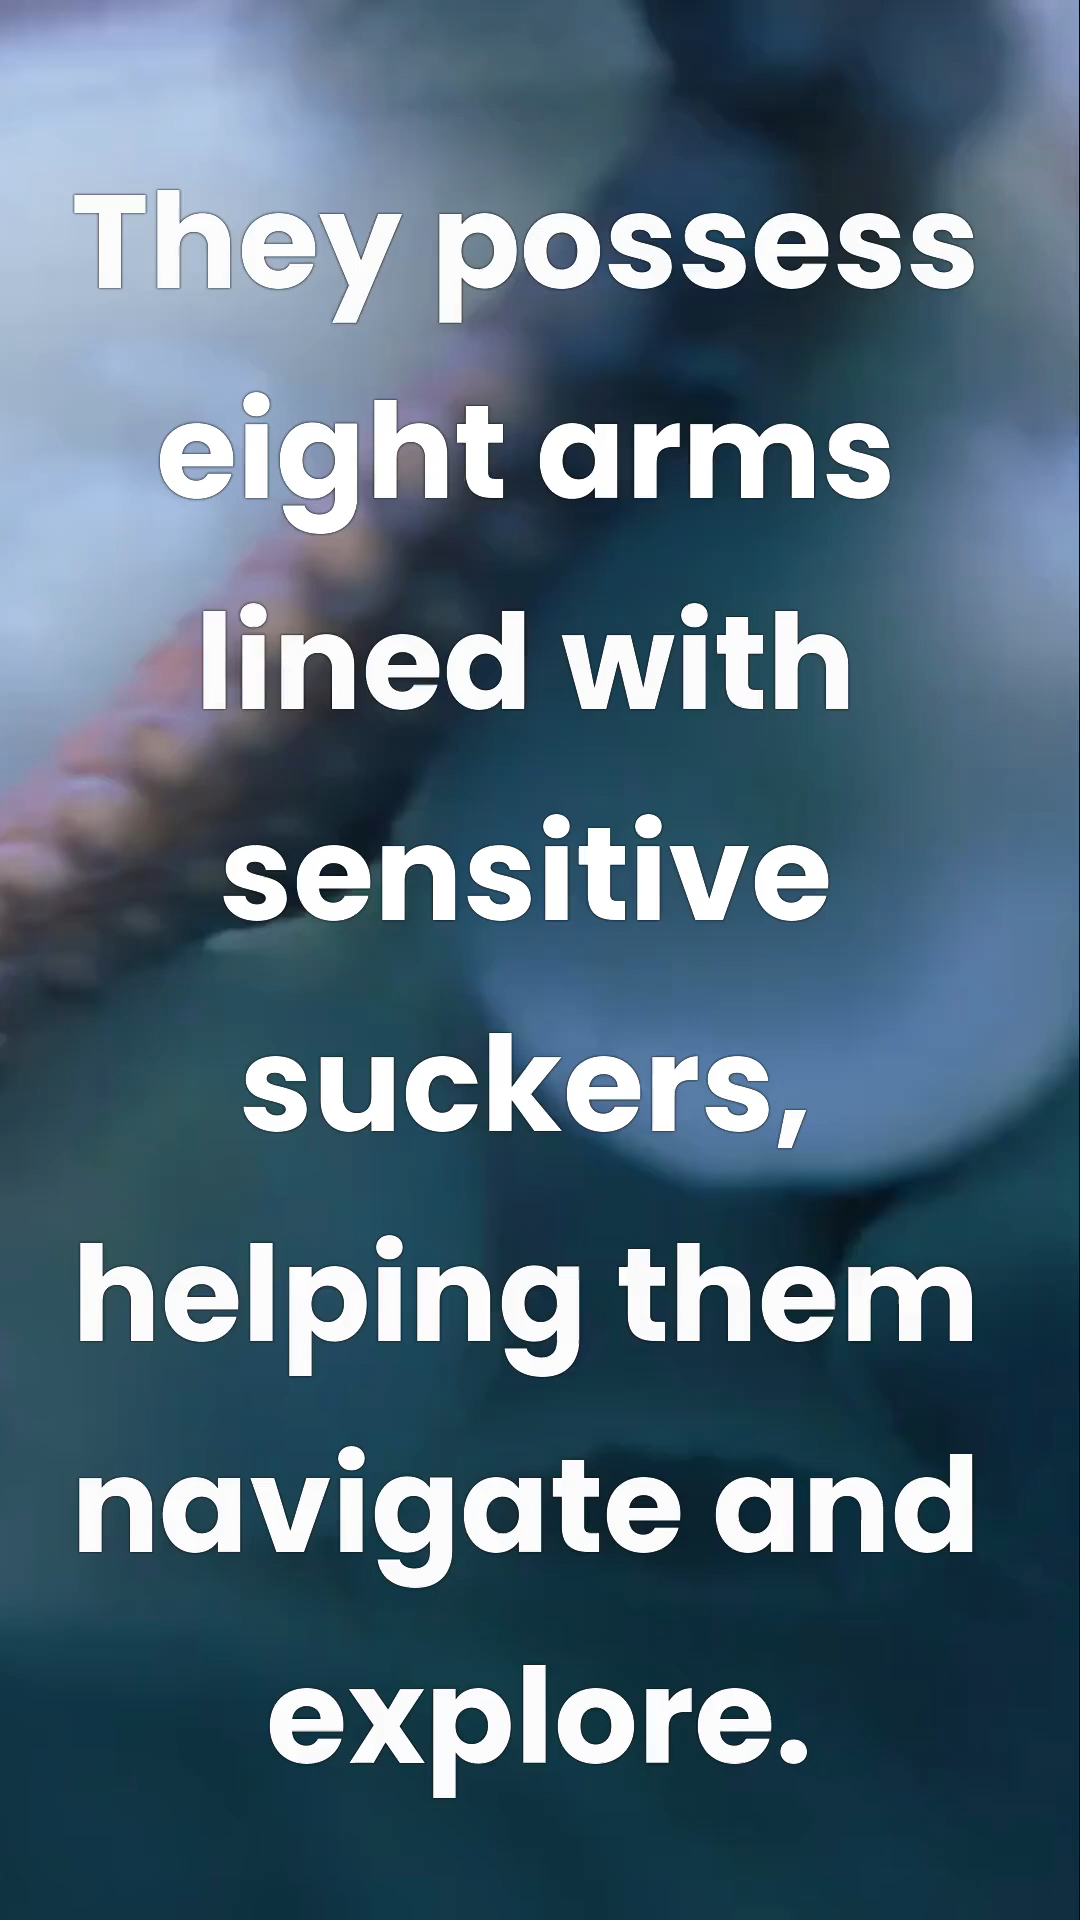 They possess
eight arms
lined with
sensitive
suckers,
helping them
navigate and
explore.